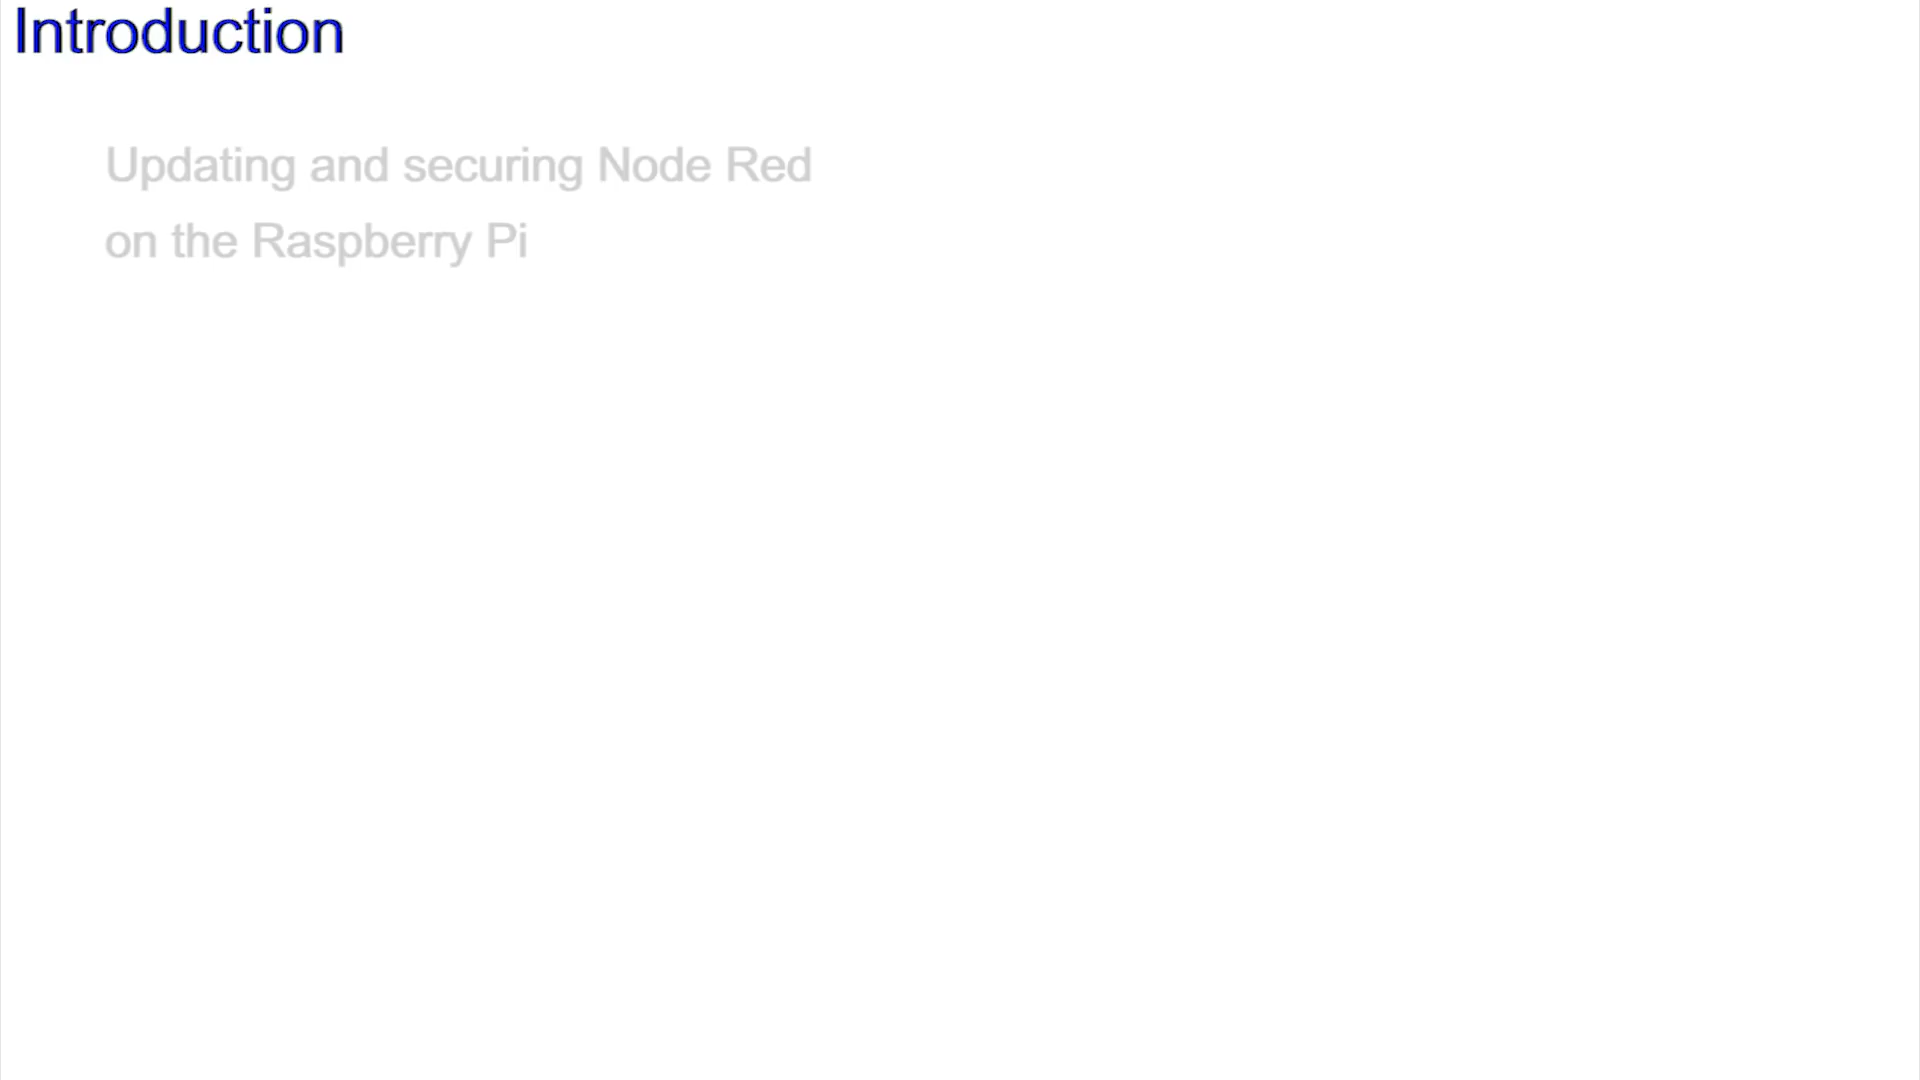 Introduction
Updating and securing Node Red
on the Raspberry Pi